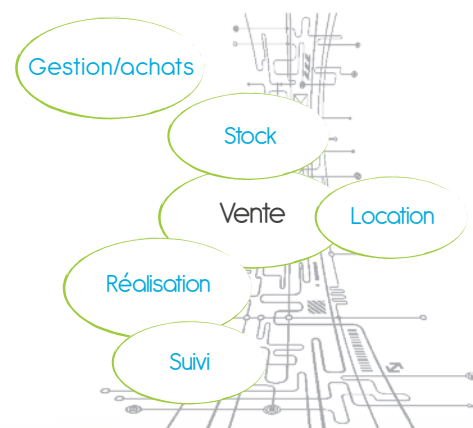 Gestion/achats
Stock
Vente
Location
Réalisation
Suivi